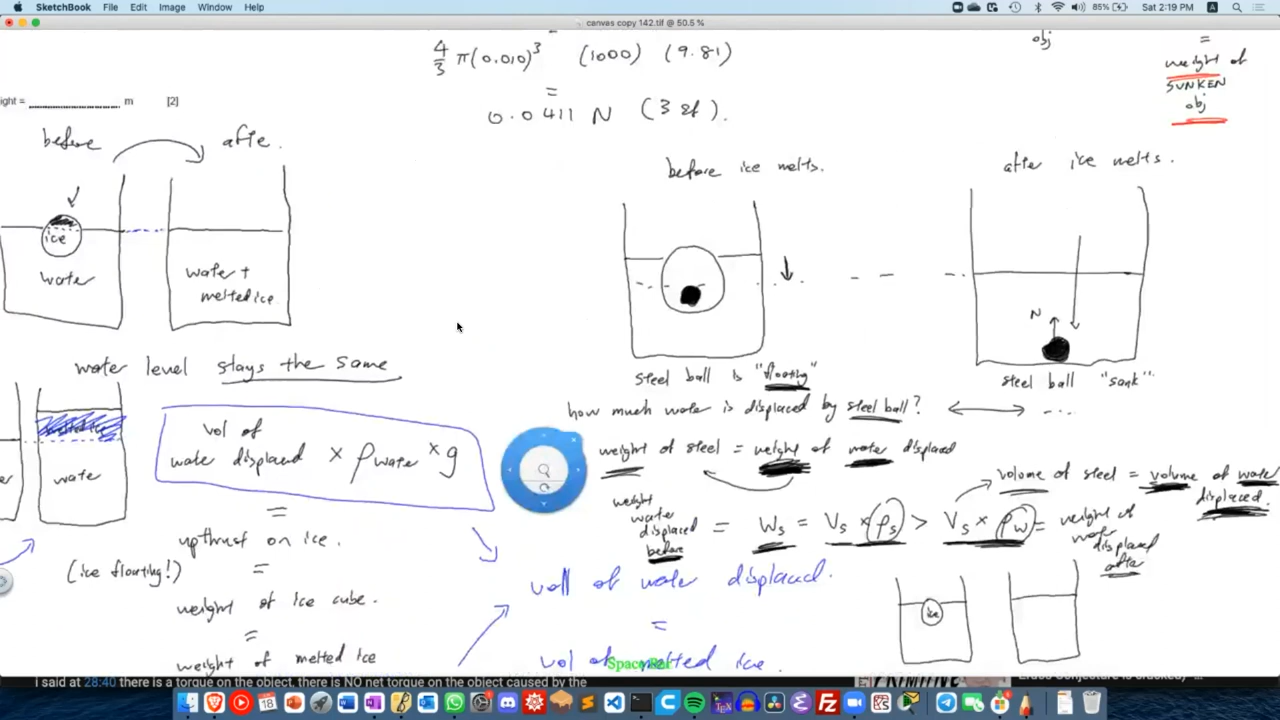 SketchBook File Edit Image Window Help
85%
Sat 2:19 PM
canvas copy 142.tif @ 50.5 %
4/3 π(0.010)³ (1000) (9.81)
=
0.0411 N (3 sf).
obj
=
weight of
SUNKEN
obj
ight = m [2]
before after.
ice
water
water +
melted ice.
water level stays the same
water
vol of
water displaced × ρwater × g
=
upthrust on ice.
(ice floating!)
=
weight of ice cube.
=
weight of melted ice
before ice melts.
after ice melts.
N
steel ball is "floating"
steel ball "sank".
how much water is displaced by steel ball?
weight of steel = weight of water displaced
volume of steel = volume of water
displaced.
weight
water
displaced
before
= Ws = Vs × ρs > Vs × ρw = weight of
water
displaced
after
ice
vol of water displaced.
=
vol of melted ice.
Space Bar
I said at 28:40 there is a torque on the object, there is NO net torque on the object caused by the